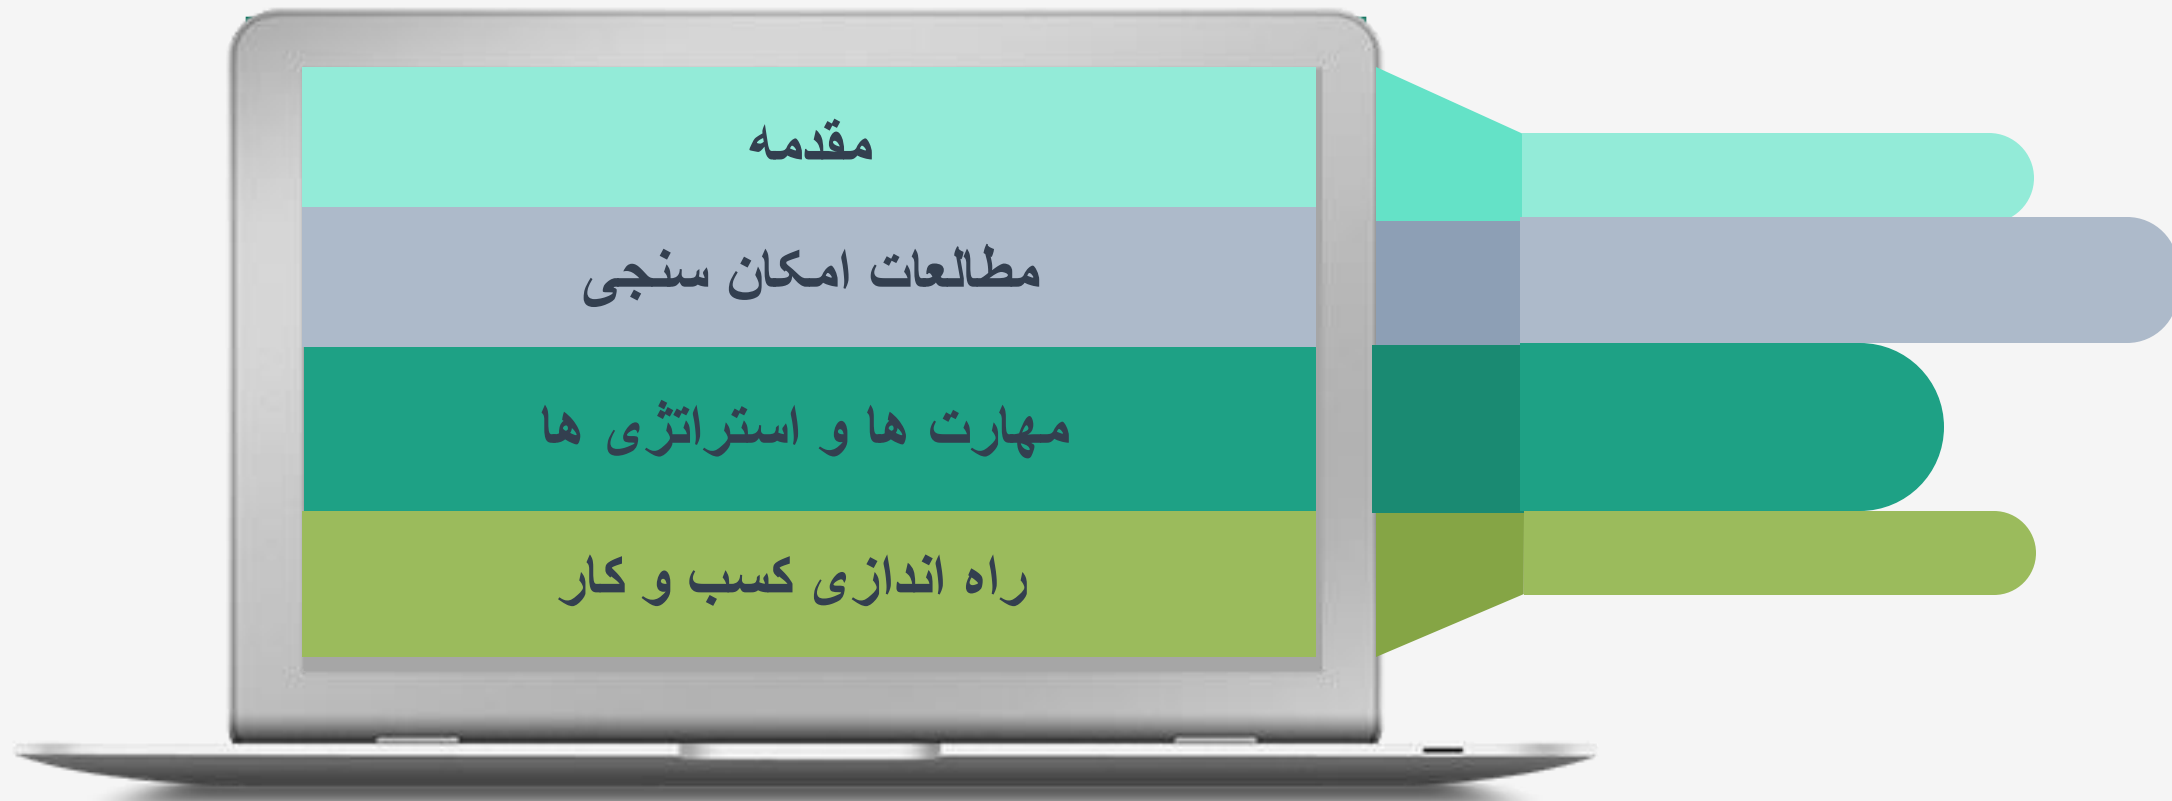 مقدمه
مطالعات امکان سنجی
مهارت ها و استراتژی ها
راه اندازی کسب و کار